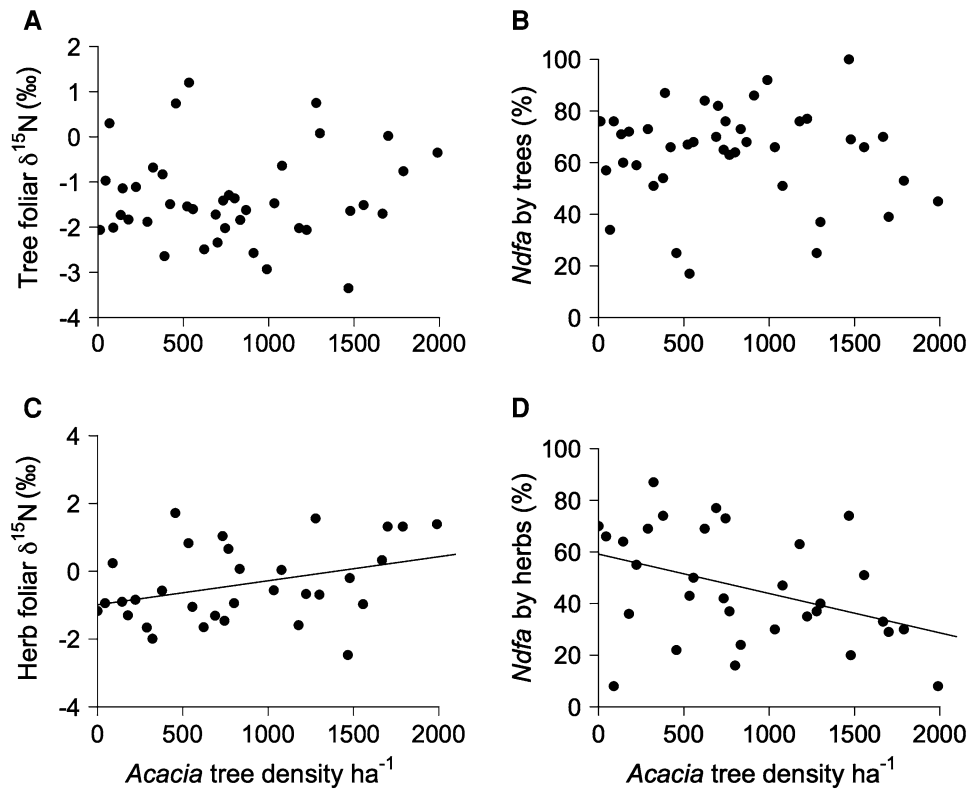 A
2
1
0
-1
-2
-3
-4
Tree foliar δ¹⁵N (‰)
0 500 1000 1500 2000
B
100
80
60
40
20
0
Ndfa by trees (%)
0 500 1000 1500 2000
C
4
2
0
-2
-4
Herb foliar δ¹⁵N (‰)
0 500 1000 1500 2000
Acacia tree density ha⁻¹
D
100
80
60
40
20
0
Ndfa by herbs (%)
0 500 1000 1500 2000
Acacia tree density ha⁻¹